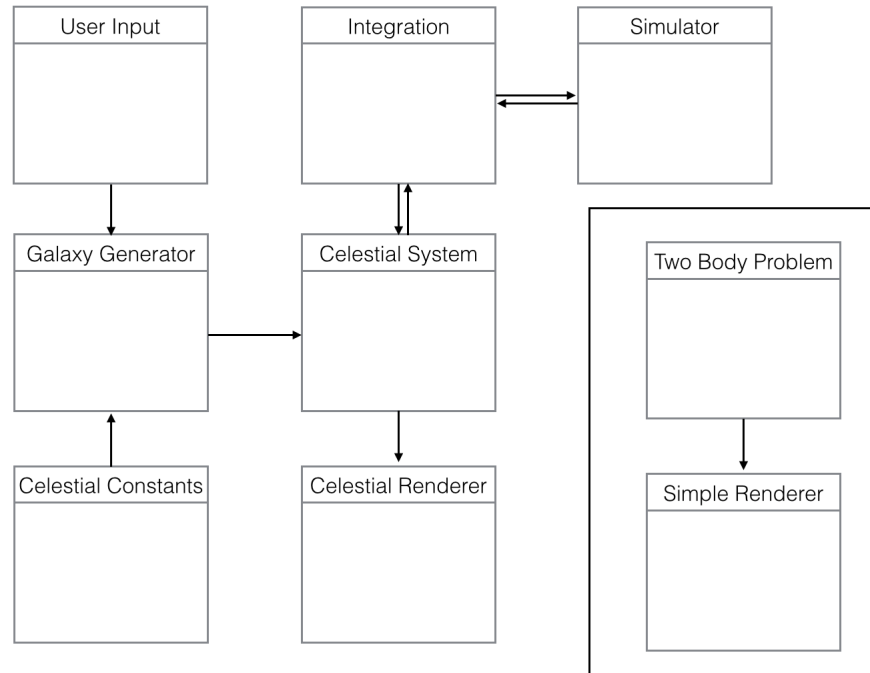 User Input
Integration
Simulator
Galaxy Generator
Celestial System
Two Body Problem
Celestial Constants
Celestial Renderer
Simple Renderer